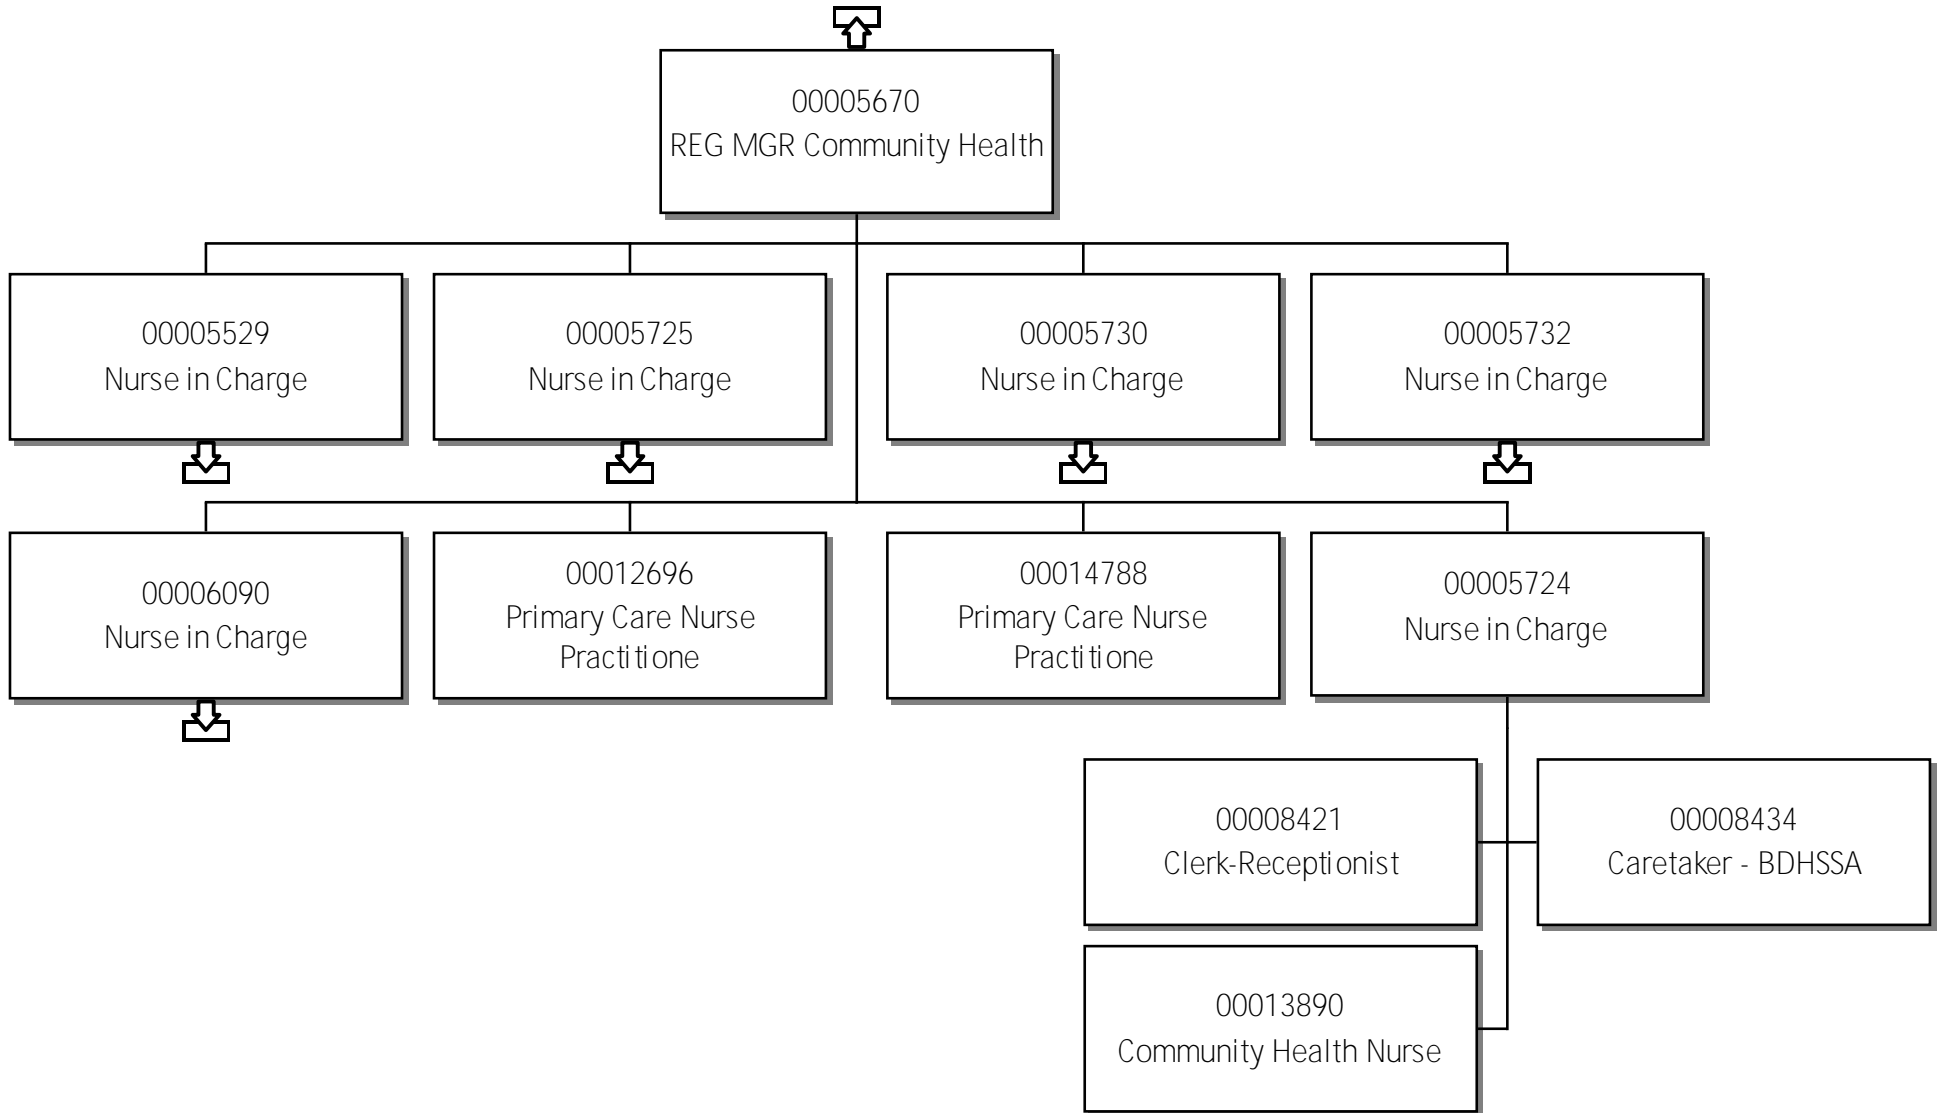 00005670
REG MGR Community Health
00005529
Nurse in Charge
00005725
Nurse in Charge
00005730
Nurse in Charge
00005732
Nurse in Charge
00006090
Nurse in Charge
00012696
Primary Care Nurse
Practitione
00014788
Primary Care Nurse
Practitione
00005724
Nurse in Charge
00008421
Clerk-Receptionist
00008434
Caretaker - BDHSSA
00013890
Community Health Nurse